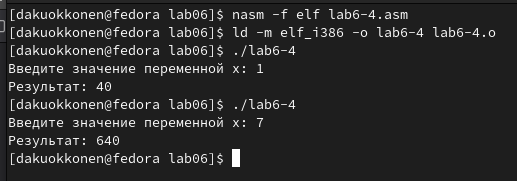 [dakuokkonen@fedora lab06]$ nasm -f elf lab6-4.asm
[dakuokkonen@fedora lab06]$ ld -m elf_i386 -o lab6-4 lab6-4.o
[dakuokkonen@fedora lab06]$ ./lab6-4
Введите значение переменной х: 1
Результат: 40
[dakuokkonen@fedora lab06]$ ./lab6-4
Введите значение переменной х: 7
Результат: 640
[dakuokkonen@fedora lab06]$